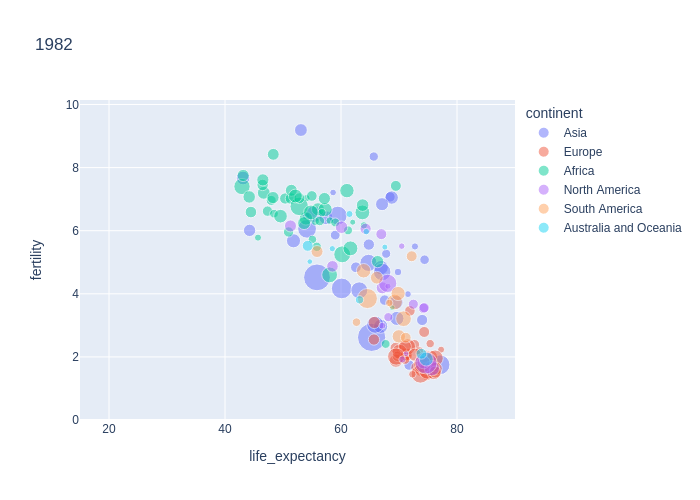 1982
continent
Asia
Europe
Africa
North America
South America
Australia and Oceania
fertility
10
8
6
4
2
0
20 40 60 80
life_expectancy